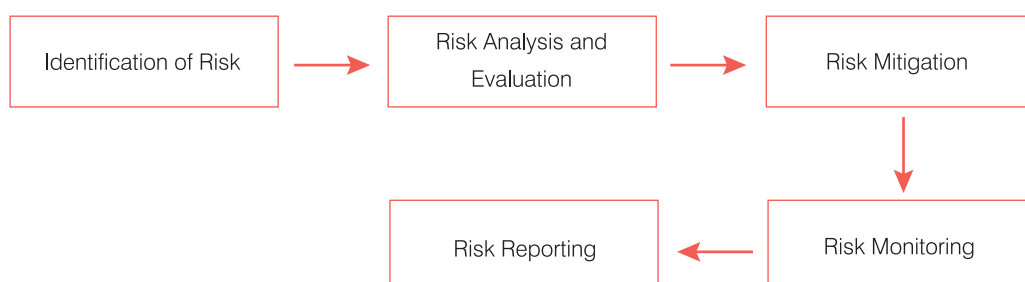 Identification of Risk
Risk Analysis and
Evaluation
Risk Mitigation
Risk Monitoring
Risk Reporting